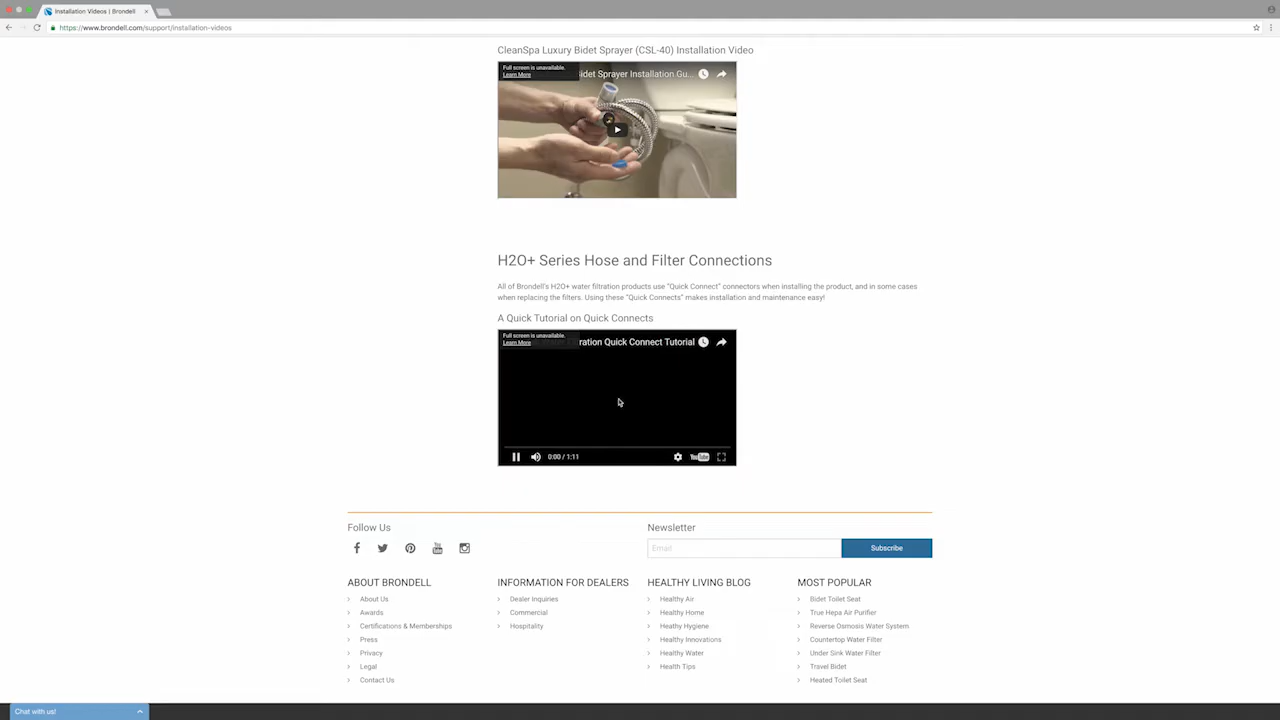 Installation Videos | Brondell
https://www.brondell.com/support/installation-videos
CleanSpa Luxury Bidet Sprayer (CSL-40) Installation Video
Full screen is unavailable.
Learn More
idet Sprayer Installation Gu...
H2O+ Series Hose and Filter Connections
All of Brondell's H2O+ water filtration products use "Quick Connect" connectors when installing the product, and in some cases
when replacing the filters. Using these "Quick Connects" makes installation and maintenance easy!
A Quick Tutorial on Quick Connects
Full screen is unavailable.
Learn More
ration Quick Connect Tutorial
0:00 / 1:11
YouTube
Follow Us
Newsletter
You Tube
Email
Subscribe
ABOUT BRONDELL
About Us
Awards
Certifications & Memberships
Press
Privacy
Legal
Contact Us
INFORMATION FOR DEALERS
Dealer Inquiries
Commercial
Hospitality
HEALTHY LIVING BLOG
Healthy Air
Healthy Home
Heathy Hygiene
Healthy Innovations
Healthy Water
Health Tips
MOST POPULAR
Bidet Toilet Seat
True Hepa Air Purifier
Reverse Osmosis Water System
Countertop Water Filter
Under Sink Water Filter
Travel Bidet
Heated Toilet Seat
Chat with us!